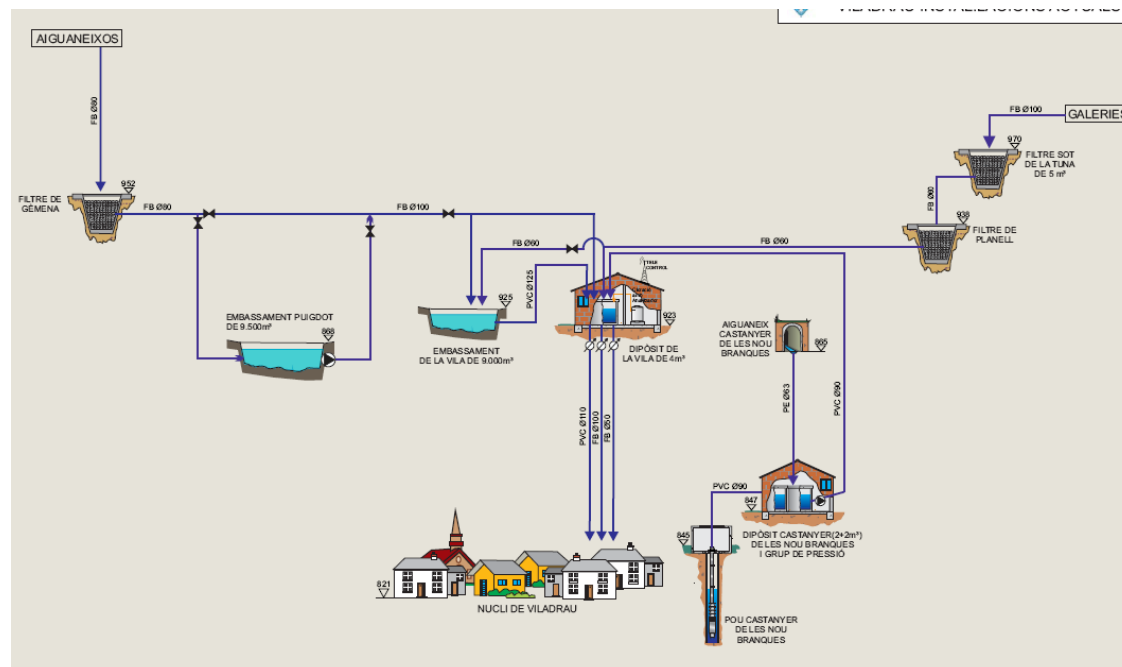 AIGUANEIXOS
FB Ø80
FB Ø100
GALERIES
970
FILTRE SOT
DE LA TUNA
DE 5 m³
FB Ø60
952
FILTRE DE
GÈMENA
FB Ø80
FB Ø100
FB Ø60
FB Ø60
938
FILTRE DE
PLANELL
PVC Ø125
TELE
CONTROL
925
923
EMBASSAMENT PUIGDOT
DE 9.500m³
868
EMBASSAMENT
DE LA VILA DE 9.000m³
DIPÒSIT DE
LA VILA DE 4m³
AIGUANEIX
CASTANYER
DE LES NOU
BRANQUES
865
PE Ø63
PVC Ø90
PVC Ø110
FB Ø100
FB Ø50
PVC Ø90
847
DIPÒSIT CASTANYER(2+2m³)
DE LES NOU BRANQUES
I GRUP DE PRESSIÓ
845
821
NUCLI DE VILADRAU
POU CASTANYER
DE LES NOU
BRANQUES